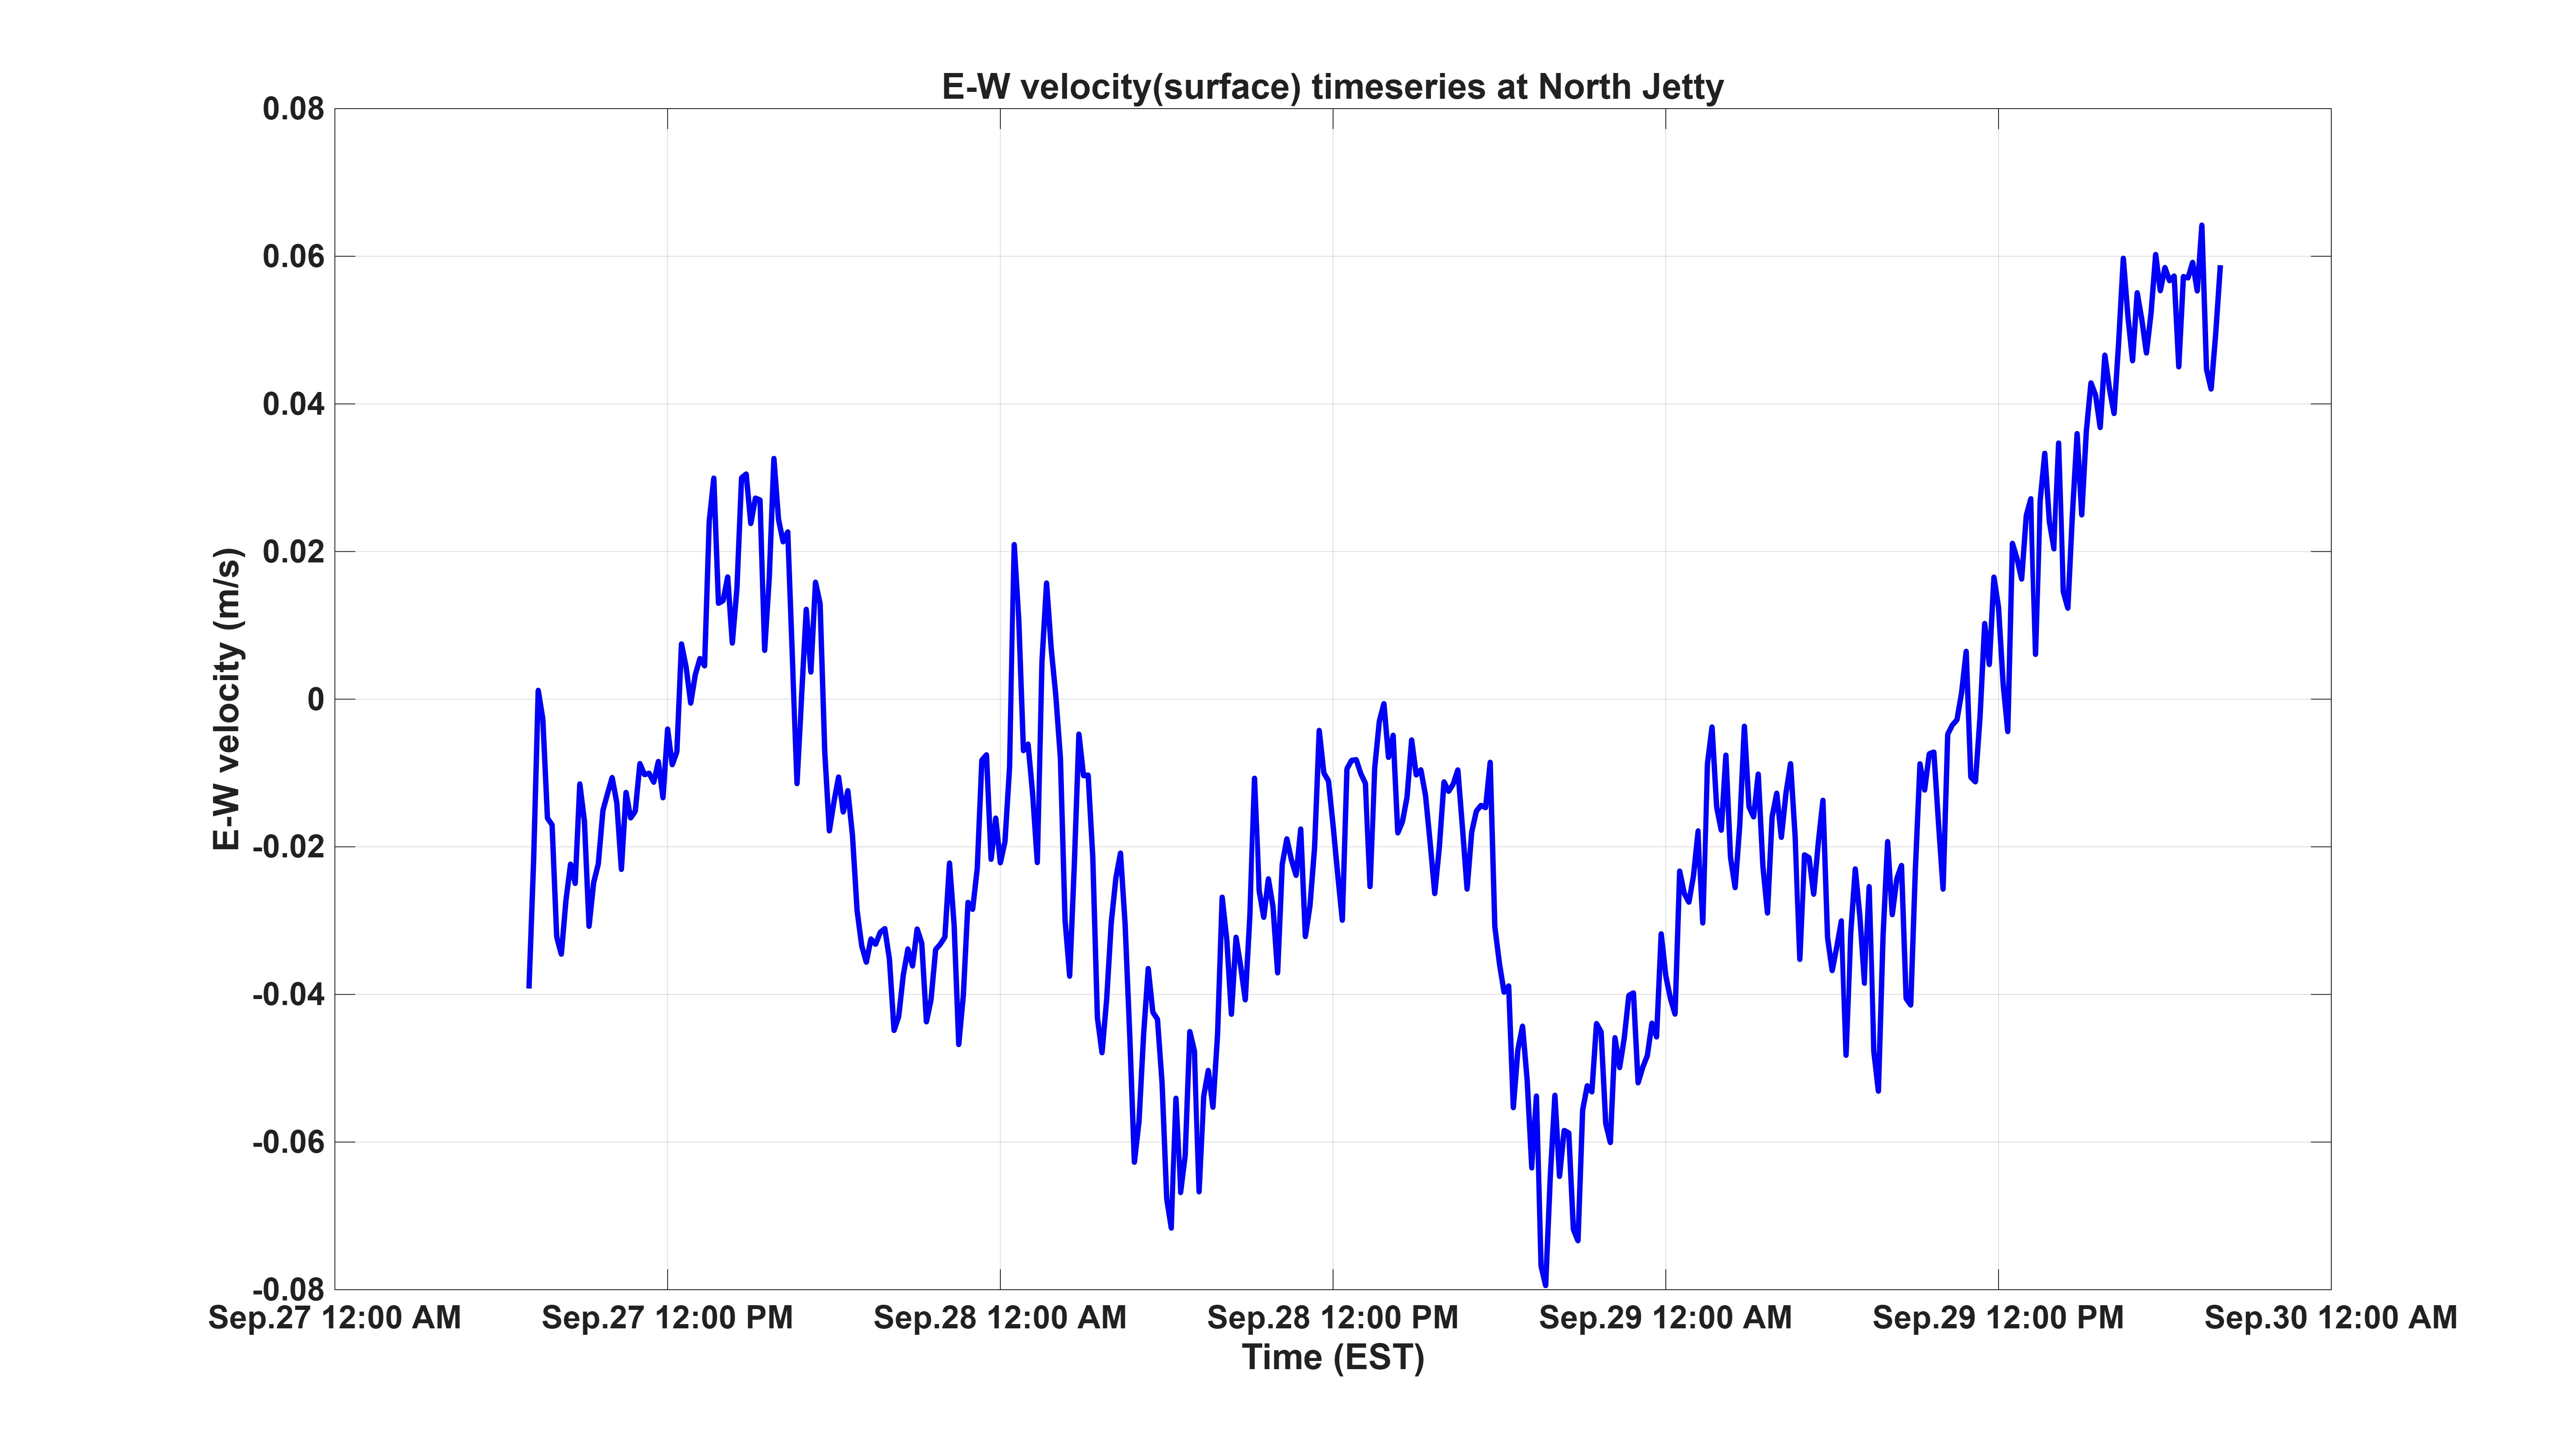 E-W velocity(surface) timeseries at North Jetty
0.08
0.06
0.04
0.02
0
-0.02
-0.04
-0.06
-0.08
E-W velocity (m/s)
Sep.27 12:00 AM Sep.27 12:00 PM Sep.28 12:00 AM Sep.28 12:00 PM Sep.29 12:00 AM Sep.29 12:00 PM Sep.30 12:00 AM
Time (EST)